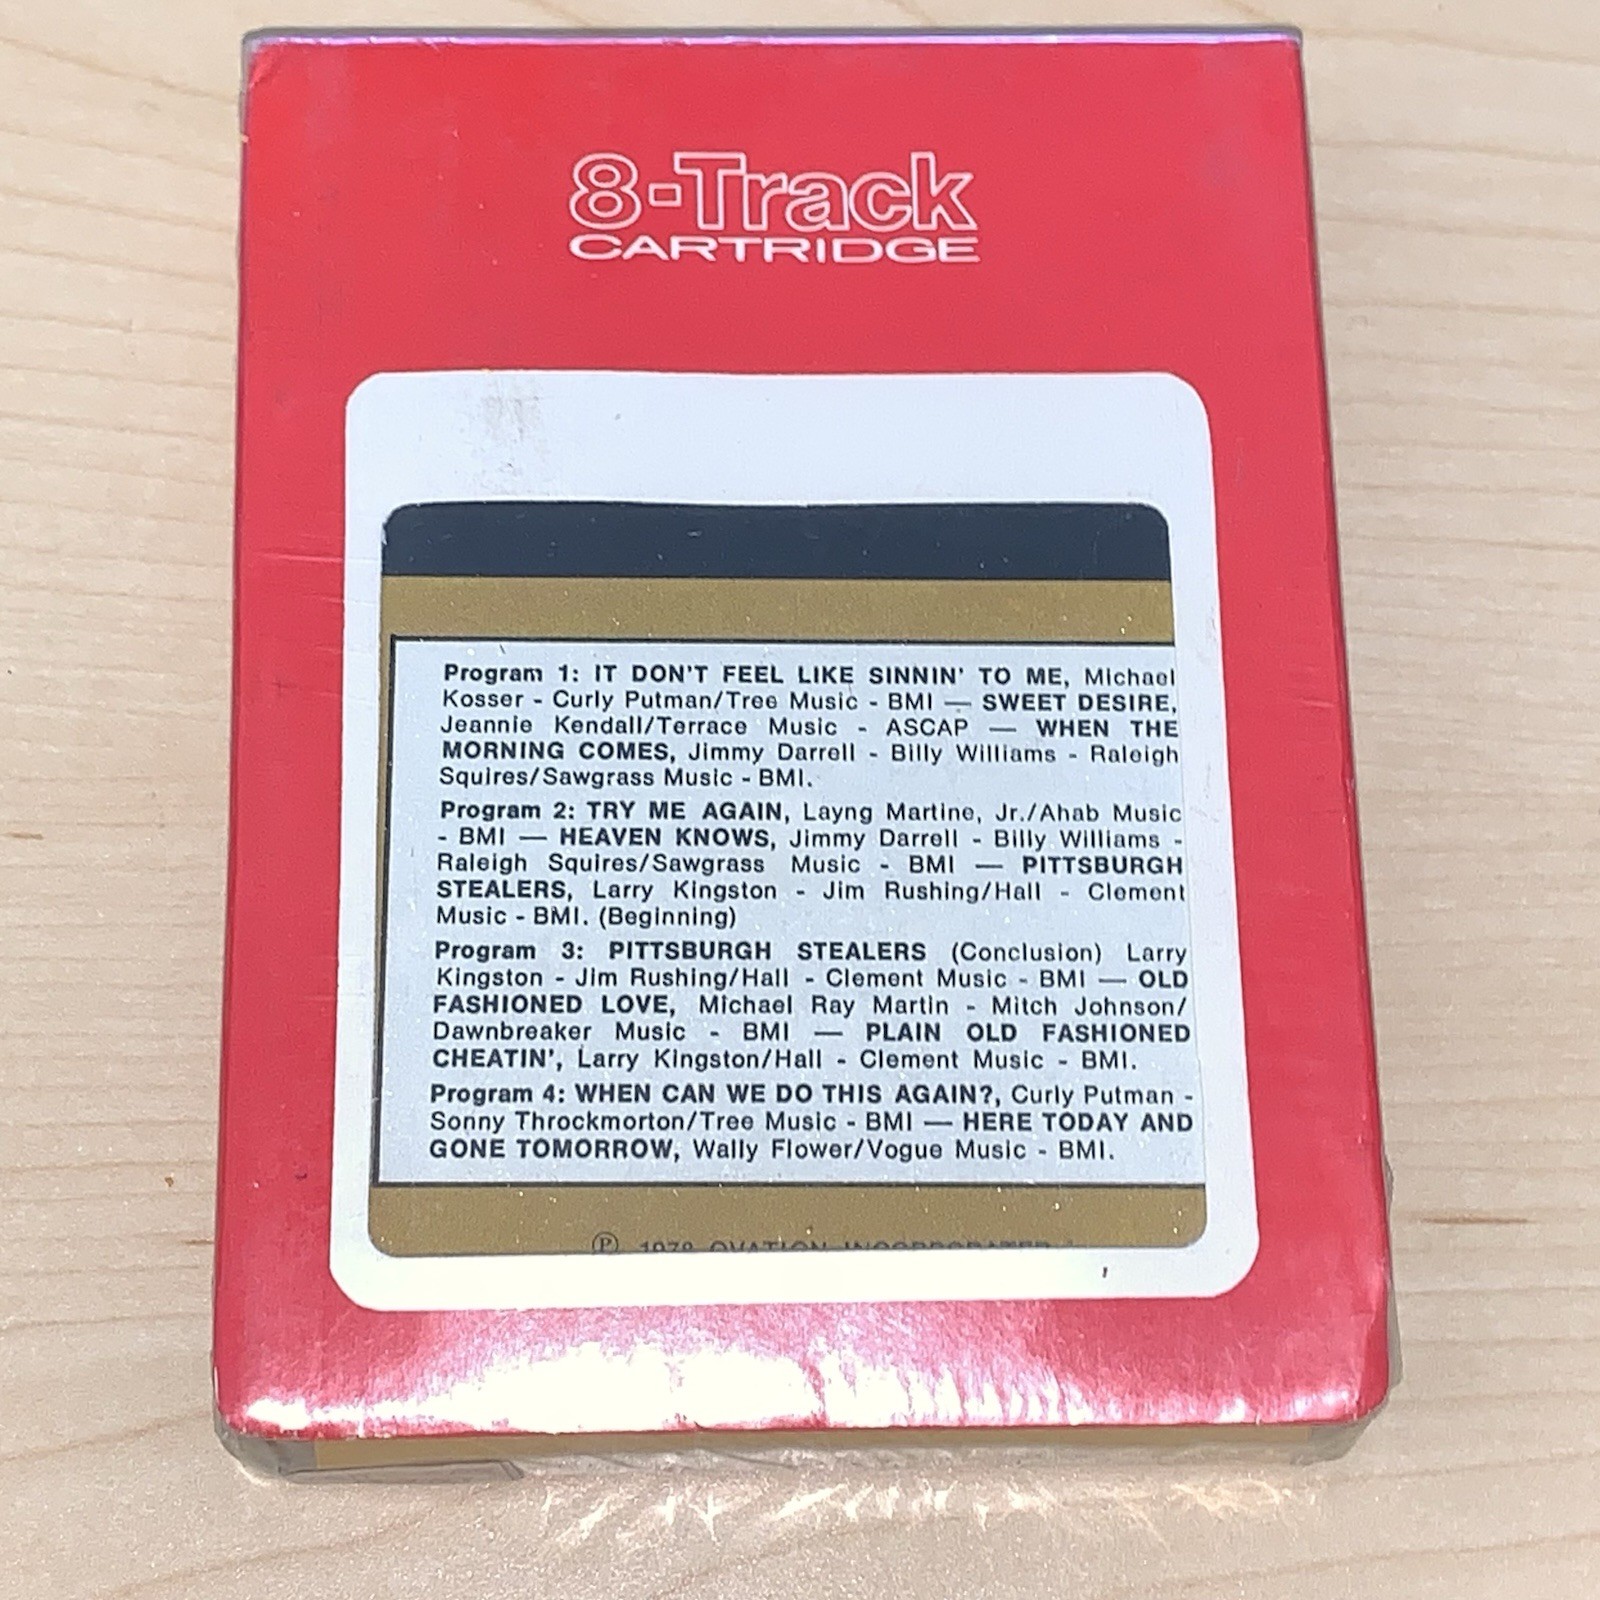 8-Track
CARTRIDGE
Program 1: IT DON'T FEEL LIKE SINNIN' TO ME, Michael
Kosser - Curly Putman/Tree Music - BMI — SWEET DESIRE,
Jeannie Kendall/Terrace Music - ASCAP — WHEN THE
MORNING COMES, Jimmy Darrell - Billy Williams - Raleigh
Squires/Sawgrass Music - BMI.
Program 2: TRY ME AGAIN, Layng Martine, Jr./Ahab Music
- BMI — HEAVEN KNOWS, Jimmy Darrell - Billy Williams -
Raleigh Squires/Sawgrass Music - BMI — PITTSBURGH
STEALERS, Larry Kingston - Jim Rushing/Hall - Clement
Music - BMI. (Beginning)
Program 3: PITTSBURGH STEALERS (Conclusion) Larry
Kingston - Jim Rushing/Hall - Clement Music - BMI — OLD
FASHIONED LOVE, Michael Ray Martin - Mitch Johnson/
Dawnbreaker Music - BMI — PLAIN OLD FASHIONED
CHEATIN', Larry Kingston/Hall - Clement Music - BMI.
Program 4: WHEN CAN WE DO THIS AGAIN?, Curly Putman -
Sonny Throckmorton/Tree Music - BMI — HERE TODAY AND
GONE TOMORROW, Wally Flower/Vogue Music - BMI.
℗ 1978 OVATION INCORPORATED